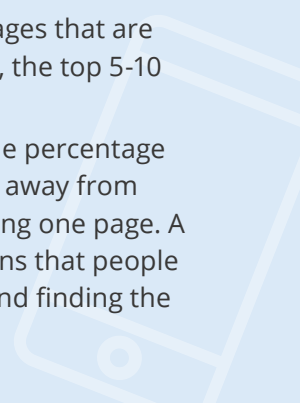 ages that are
, the top 5-10
e percentage
away from
ng one page. A
ns that people
nd finding the